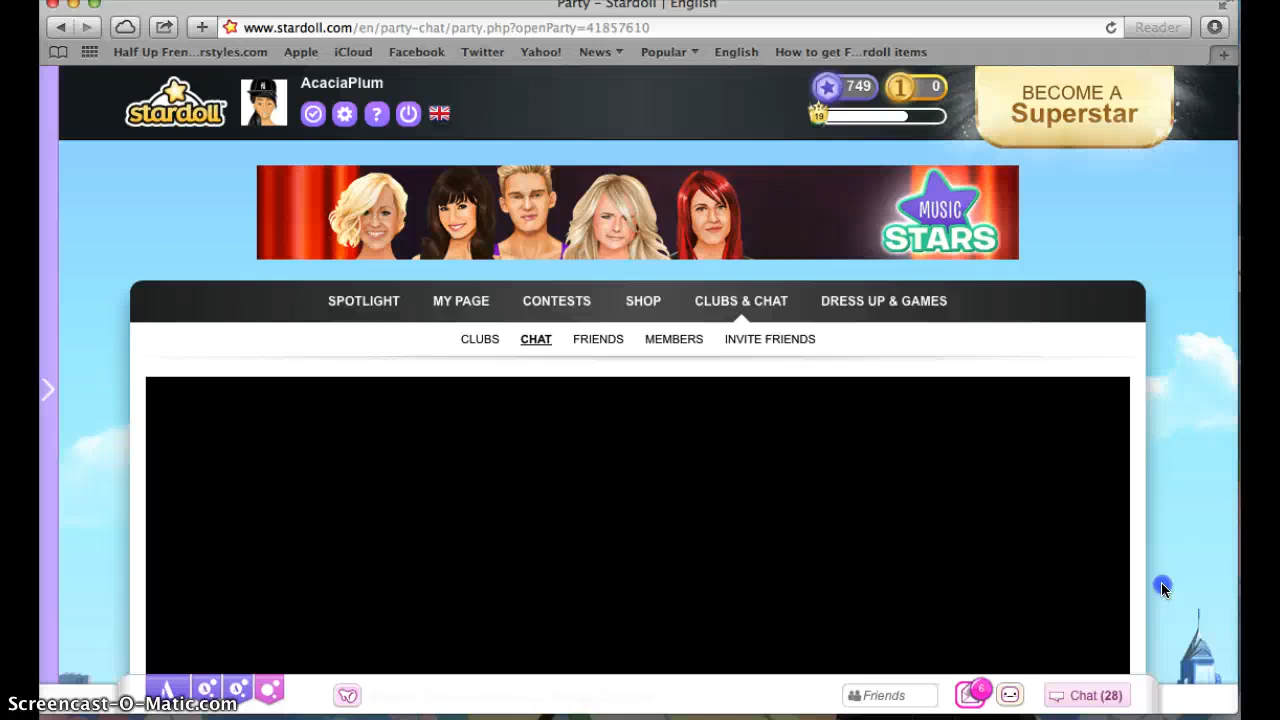 Party – Stardoll | English
www.stardoll.com/en/party-chat/party.php?openParty=41857610
Reader
Half Up Fren...rstyles.com Apple iCloud Facebook Twitter Yahoo! News Popular English How to get F...rdoll items
stardoll
AcaciaPlum
?
749
1
0
19
BECOME A
Superstar
MUSIC
STARS
SPOTLIGHT MY PAGE CONTESTS SHOP CLUBS & CHAT DRESS UP & GAMES
CLUBS CHAT FRIENDS MEMBERS INVITE FRIENDS
Friends
6
Chat (28)
Screencast-O-Matic.com